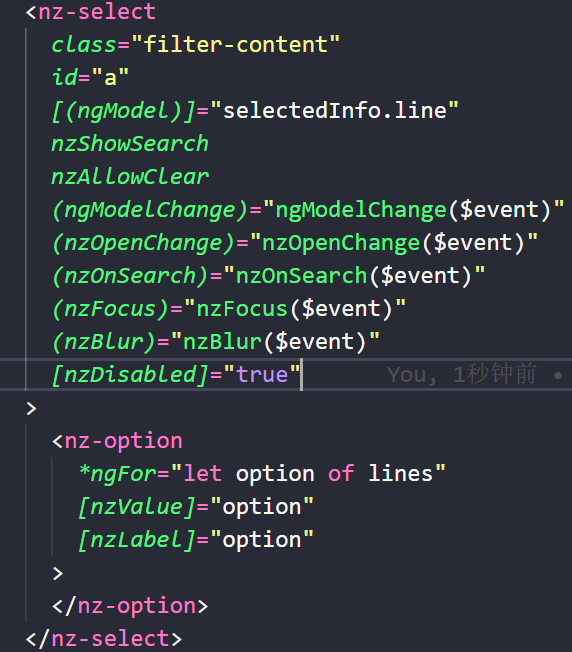 <nz-select
class="filter-content"
id="a"
[(ngModel)]="selectedInfo.line"
nzShowSearch
nzAllowClear
(ngModelChange)="ngModelChange($event)"
(nzOpenChange)="nzOpenChange($event)"
(nzOnSearch)="nzOnSearch($event)"
(nzFocus)="nzFocus($event)"
(nzBlur)="nzBlur($event)"
[nzDisabled]="true" You, 1秒钟前 •
>
<nz-option
*ngFor="let option of lines"
[nzValue]="option"
[nzLabel]="option"
>
</nz-option>
</nz-select>